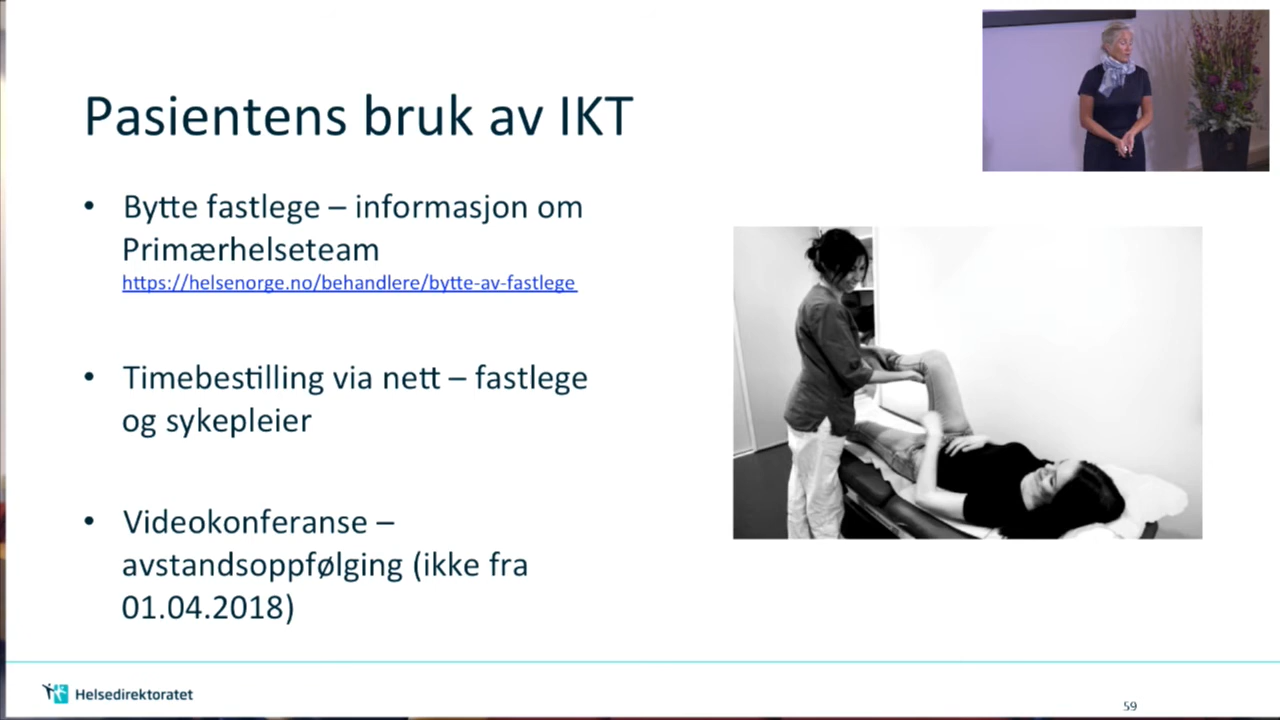 Pasientens bruk av IKT
• Bytte fastlege – informasjon om
Primærhelseteam
https://helsenorge.no/behandlere/bytte-av-fastlege
• Timebestilling via nett – fastlege
og sykepleier
• Videokonferanse –
avstandsoppfølging (ikke fra
01.04.2018)
Helsedirektoratet
59